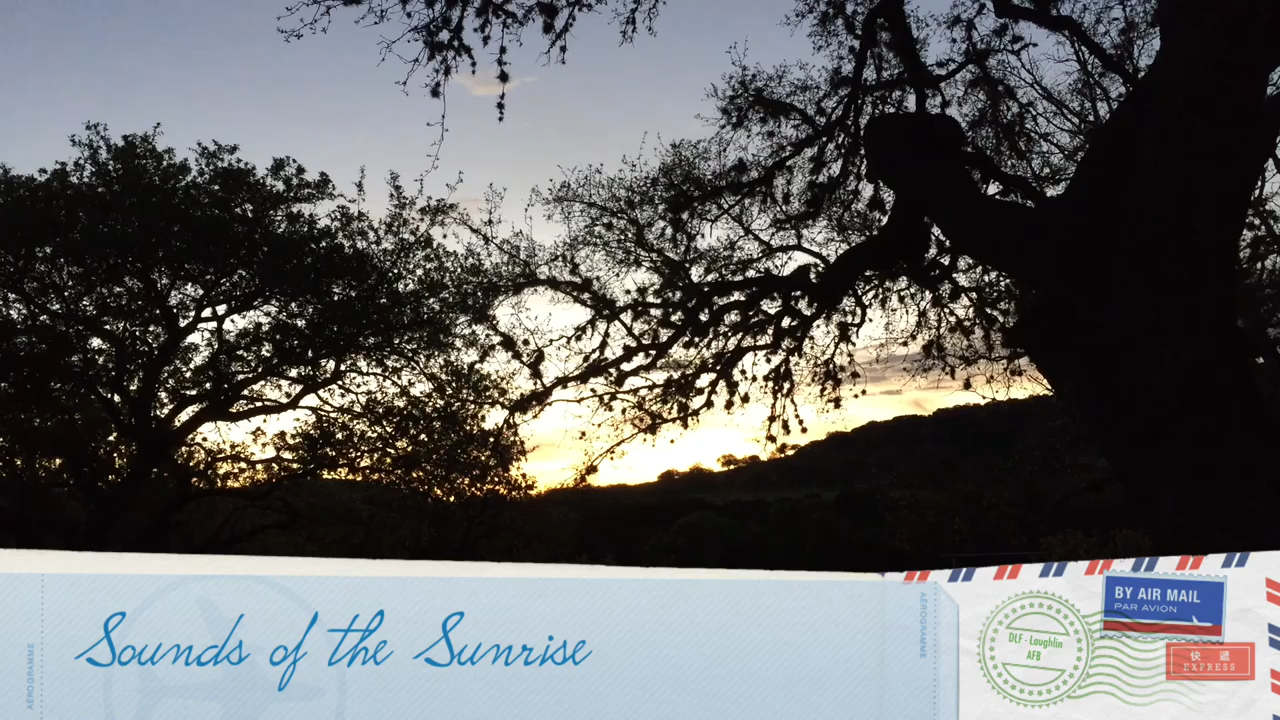 Sounds of the Sunrise
AEROGRAMME
AEROGRAMME
BY AIR MAIL
PAR AVION
DLF - Laughlin
AFB
快遞
EXPRESS